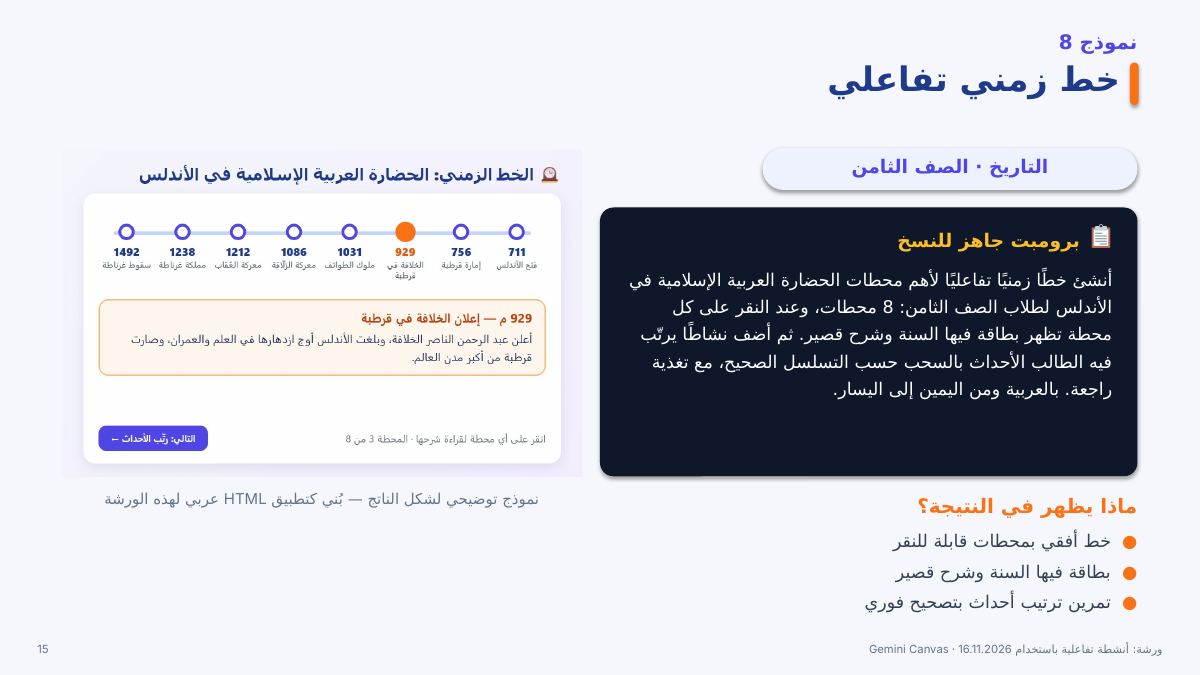 نموذج 8
خط زمني تفاعلي
التاريخ · الصف الثامن
برومبت جاهز للنسخ
أنشئ خطًا زمنيًا تفاعليًا لأهم محطات الحضارة العربية الإسلامية في
الأندلس لطلاب الصف الثامن: 8 محطات، وعند النقر على كل
محطة تظهر بطاقة فيها السنة وشرح قصير. ثم أضف نشاطًا يرتّب
فيه الطالب الأحداث بالسحب حسب التسلسل الصحيح، مع تغذية
راجعة. بالعربية ومن اليمين إلى اليسار.
ماذا يظهر في النتيجة؟
خط أفقي بمحطات قابلة للنقر
بطاقة فيها السنة وشرح قصير
تمرين ترتيب أحداث بتصحيح فوري
الخط الزمني: الحضارة العربية الإسلامية في الأندلس
711 756 929 1031 1086 1212 1238 1492
فتح الأندلس إمارة قرطبة الخلافة في قرطبة ملوك الطوائف معركة الزلّاقة معركة العُقاب مملكة غرناطة سقوط غرناطة
929 م — إعلان الخلافة في قرطبة
أعلن عبد الرحمن الناصر الخلافة، وبلغت الأندلس أوج ازدهارها في العلم والعمران، وصارت
قرطبة من أكبر مدن العالم.
انقر على أي محطة لقراءة شرحها · المحطة 3 من 8
التالي: رتّب الأحداث ←
نموذج توضيحي لشكل الناتج — بُني كتطبيق HTML عربي لهذه الورشة
ورشة: أنشطة تفاعلية باستخدام Gemini Canvas · 16.11.2026
15